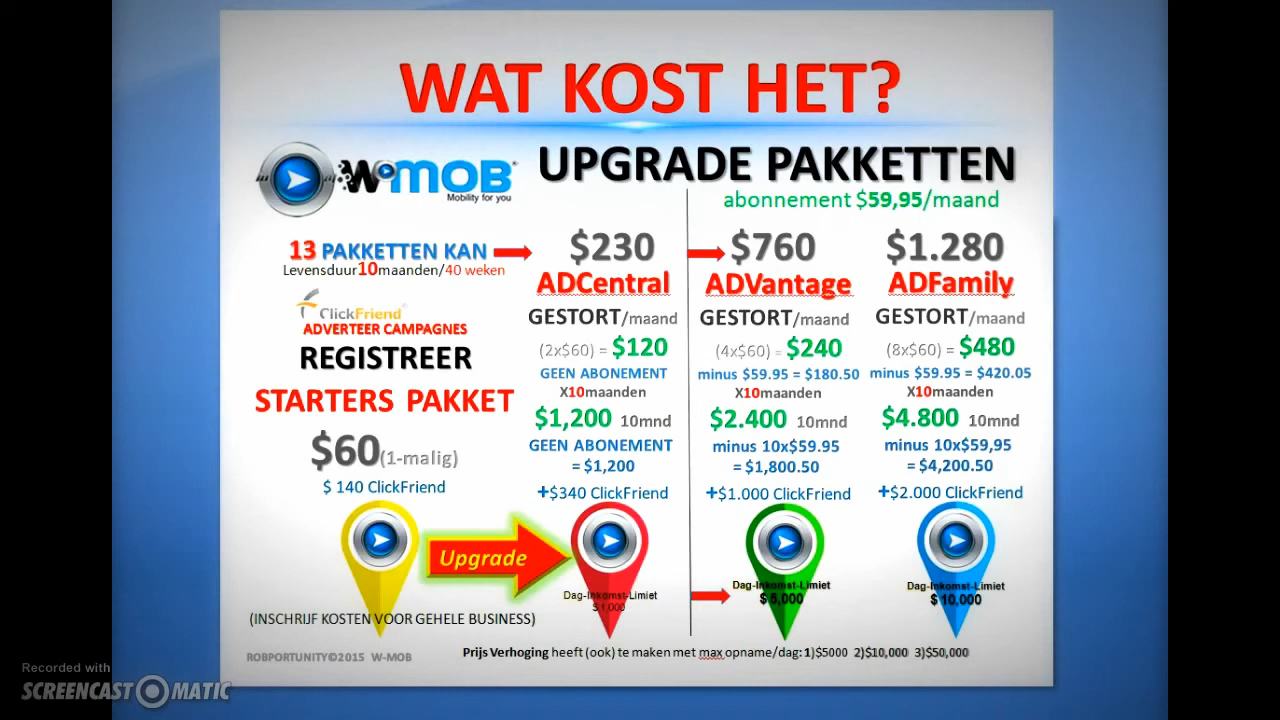 WAT KOST HET?
W-MOB
Mobility for you
UPGRADE PAKKETTEN
abonnement $59,95/maand
13 PAKKETTEN KAN
Levensduur10maanden/40 weken
ClickFriend
ADVERTEER CAMPAGNES
REGISTREER
STARTERS PAKKET
$60(1-malig)
$ 140 ClickFriend
$230
ADCentral
GESTORT/maand
(2x$60) = $120
GEEN ABONEMENT
X10maanden
$1,200 10mnd
GEEN ABONEMENT
= $1,200
+$340 ClickFriend
$760
ADVantage
GESTORT/maand
(4x$60) = $240
minus $59.95 = $180.50
X10maanden
$2.400 10mnd
minus 10x$59.95
= $1,800.50
+$1.000 ClickFriend
$1.280
ADFamily
GESTORT/maand
(8x$60) = $480
minus $59.95 = $420.05
X10maanden
$4.800 10mnd
minus 10x$59,95
= $4,200.50
+$2.000 ClickFriend
Upgrade
Dag-Inkomst-Limiet
$ 1,000
Dag-Inkomst-Limiet
$ 5,000
Dag-Inkomst-Limiet
$ 10,000
(INSCHRIJF KOSTEN VOOR GEHELE BUSINESS)
Prijs Verhoging heeft (ook) te maken met max opname/dag: 1)$5000 2)$10,000 3)$50,000
ROBPORTUNITY©2015 W-MOB
Recorded with
SCREENCAST-O-MATIC